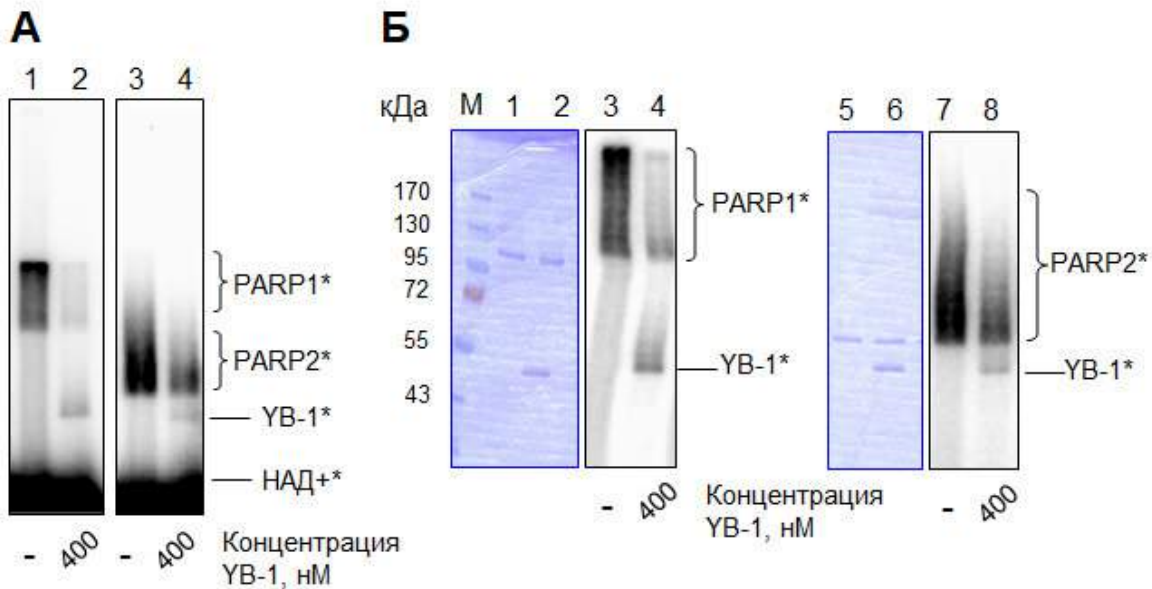 А
1 2 3 4
PARP1*
PARP2*
YB-1*
НАД+*
- 400 - 400 Концентрация
YB-1, нМ
Б
кДа М 1 2 3 4 5 6 7 8
170
130
95
72
55
43
PARP1*
YB-1*
PARP2*
YB-1*
- 400 Концентрация - 400
YB-1, нМ